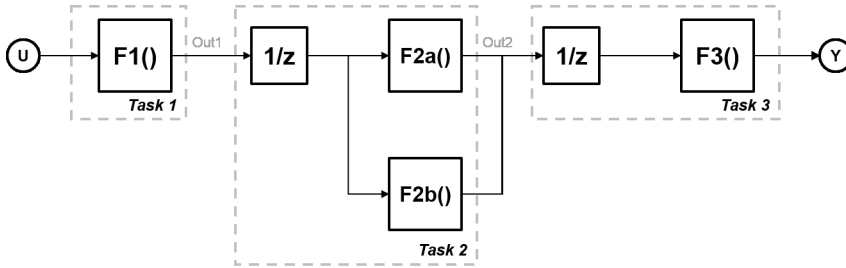 Out1
Out2
U
F1()
1/z
F2a()
1/z
F3()
Y
Task 1
Task 3
F2b()
Task 2